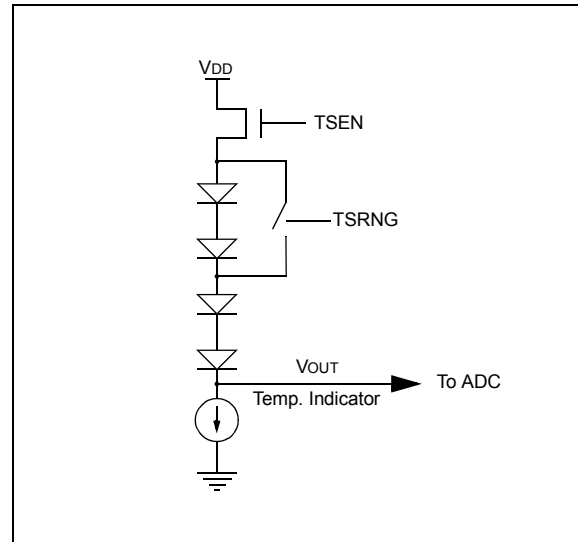 VDD
TSEN
TSRNG
VOUT
To ADC
Temp. Indicator